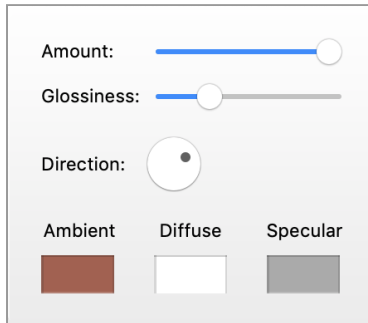 Amount:
Glossiness:
Direction:
Ambient Diffuse Specular